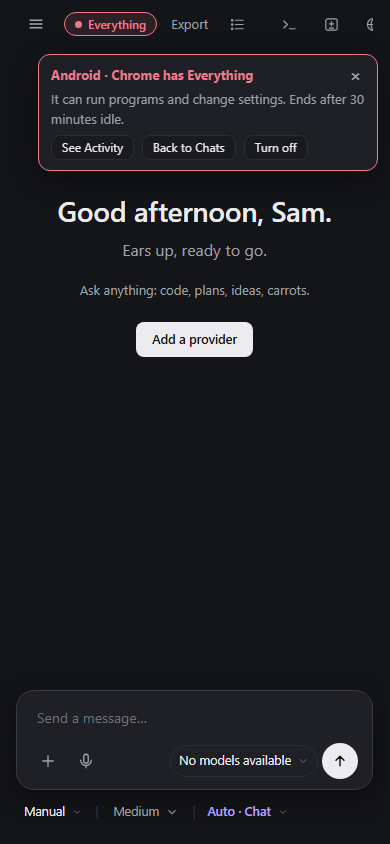 Everything
Export
Android · Chrome has Everything
It can run programs and change settings. Ends after 30
minutes idle.
See Activity
Back to Chats
Turn off
Good afternoon, Sam.
Ears up, ready to go.
Ask anything: code, plans, ideas, carrots.
Add a provider
Send a message...
No models available
Manual
Medium
Auto · Chat